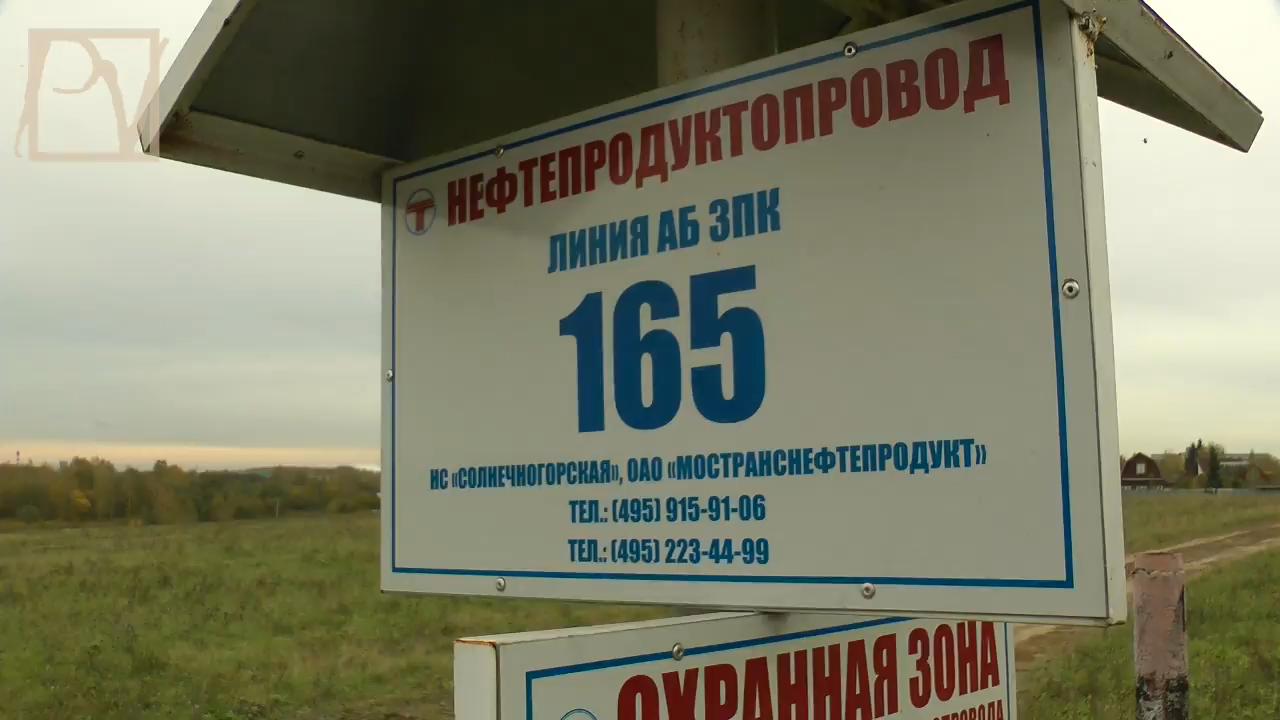 НЕФТЕПРОДУКТОПРОВОД
ЛИНИЯ АБ ЗПК
165
НС «СОЛНЕЧНОГОРСКАЯ», ОАО «МОСТРАНСНЕФТЕПРОДУКТ»
ТЕЛ.: (495) 915-91-06
ТЕЛ.: (495) 223-44-99
ОХРАННАЯ ЗОНА